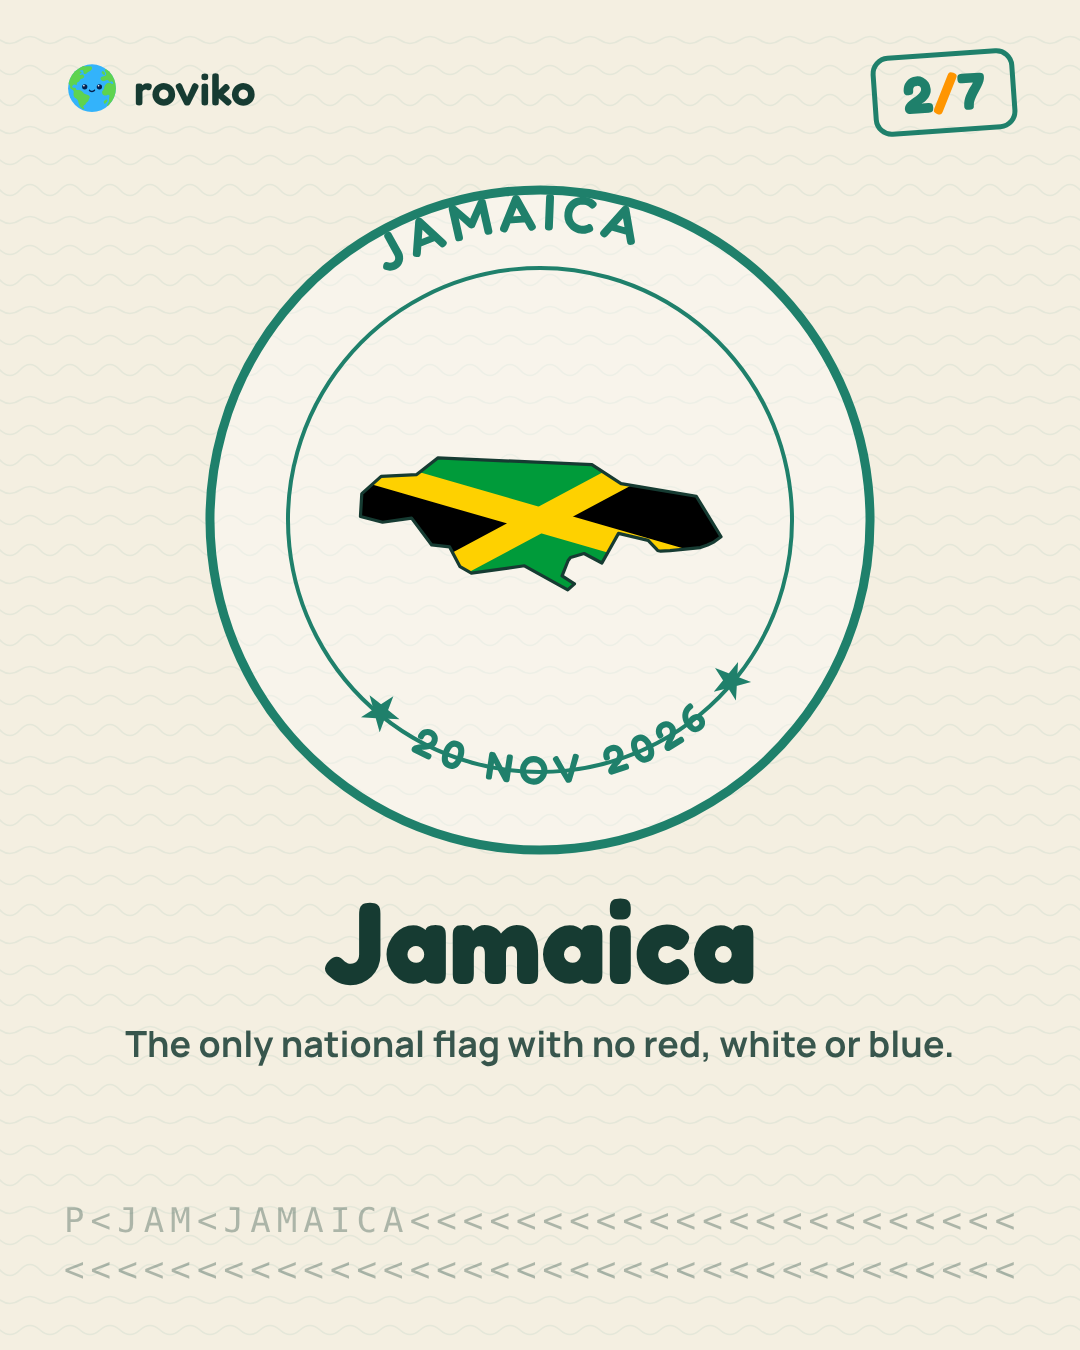 roviko
2/7
JAMAICA
★ 20 NOV 2026 ★
Jamaica
The only national flag with no red, white or blue.
P<JAM<JAMAICA<<<<<<<<<<<<<<<<<<<<<<<
<<<<<<<<<<<<<<<<<<<<<<<<<<<<<<<<<<<<